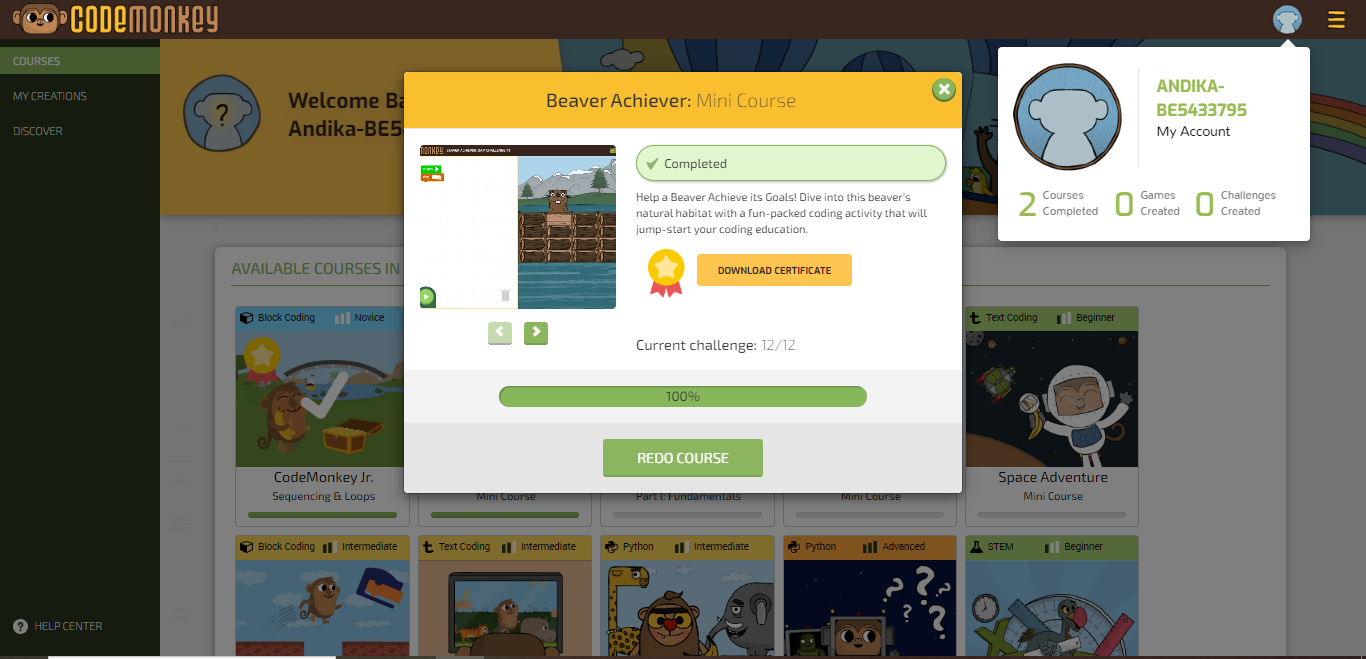 CODEMONKEY
COURSES
MY CREATIONS
DISCOVER
HELP CENTER
Welcome Ba
Andika-BE5
ANDIKA-
BE5433795
My Account
2 Courses Completed
0 Games Created
0 Challenges Created
Beaver Achiever: Mini Course
Completed
Help a Beaver Achieve its Goals! Dive into this beaver's
natural habitat with a fun-packed coding activity that will
jump-start your coding education.
DOWNLOAD CERTIFICATE
Current challenge: 12/12
100%
REDO COURSE
AVAILABLE COURSES IN
Block Coding Novice
Text Coding Beginner
CodeMonkey Jr.
Sequencing & Loops
Mini Course
Part I: Fundamentals
Mini Course
Space Adventure
Mini Course
Block Coding Intermediate
Text Coding Intermediate
Python Intermediate
Python Advanced
STEM Beginner